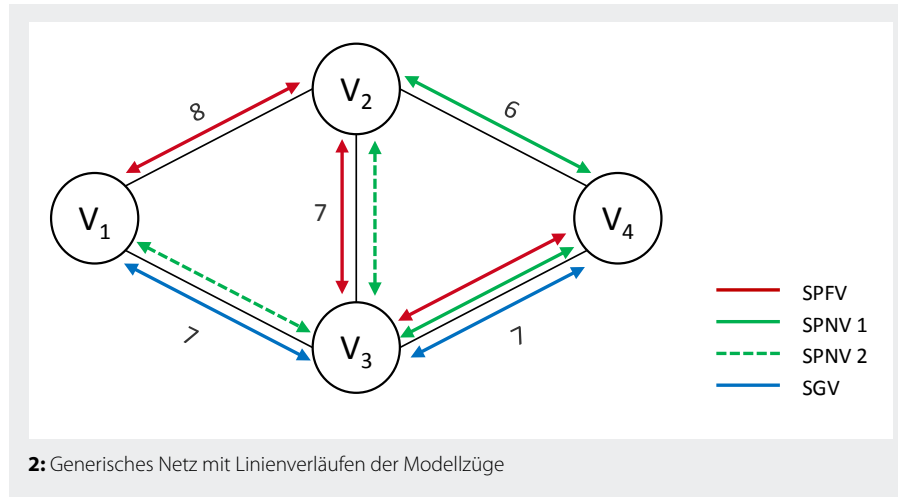 V2
8
6
V1
7
V4
7
V3
7
SPFV
SPNV 1
SPNV 2
SGV
2: Generisches Netz mit Linienverläufen der Modellzüge